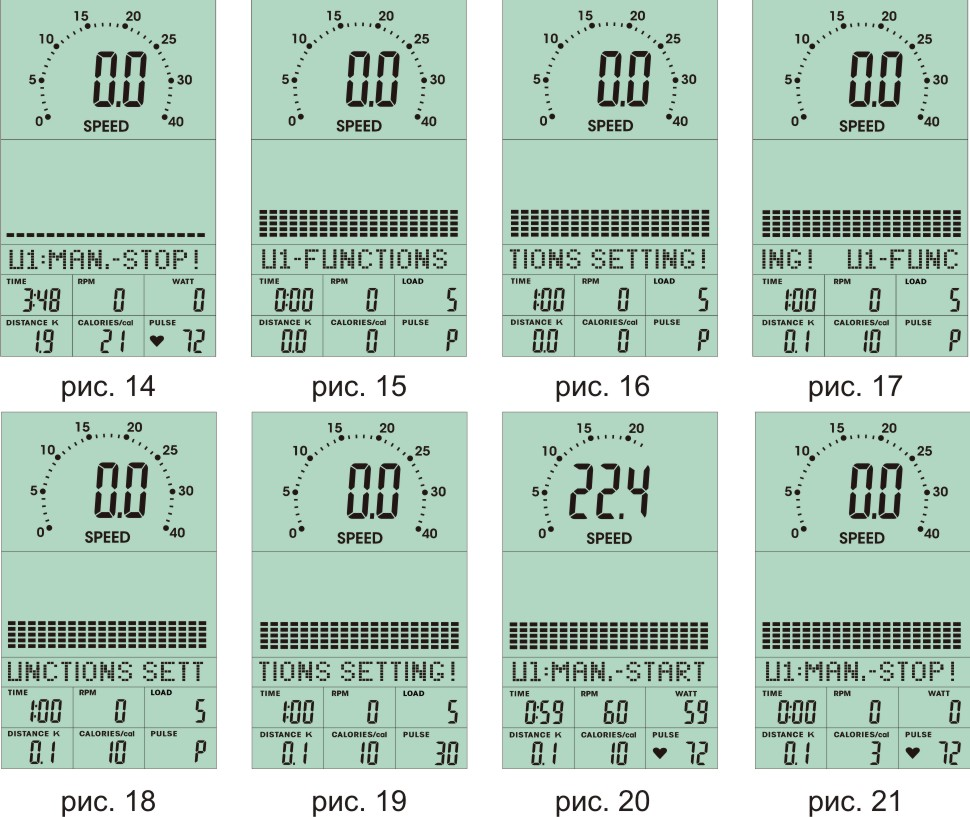 15 20
10 25
5 0.0 30
0 SPEED 40
U1:MAN.-STOP!
TIME RPM WATT
3:48 0 0
DISTANCE K CALORIES/cal PULSE
1.9 21 72
рис. 14
15 20
10 25
5 0.0 30
0 SPEED 40
U1-FUNCTIONS
TIME RPM LOAD
0:00 0 5
DISTANCE K CALORIES/cal PULSE
0.0 0 P
рис. 15
15 20
10 25
5 0.0 30
0 SPEED 40
TIONS SETTING!
TIME RPM LOAD
1:00 0 5
DISTANCE K CALORIES/cal PULSE
0.0 0 P
рис. 16
15 20
10 25
5 0.0 30
0 SPEED 40
ING! U1-FUNC
TIME RPM LOAD
1:00 0 5
DISTANCE K CALORIES/cal PULSE
0.1 10 P
рис. 17
15 20
10 25
5 0.0 30
0 SPEED 40
UNCTIONS SETT
TIME RPM LOAD
1:00 0 5
DISTANCE K CALORIES/cal PULSE
0.1 10 P
рис. 18
15 20
10 25
5 0.0 30
0 SPEED 40
TIONS SETTING!
TIME RPM LOAD
1:00 0 5
DISTANCE K CALORIES/cal PULSE
0.1 10 30
рис. 19
15 20
10
5 22.4
0 SPEED
U1:MAN.-START
TIME RPM WATT
0:59 60 59
DISTANCE K CALORIES/cal PULSE
0.1 10 72
рис. 20
15 20
10 25
5 0.0 30
0 SPEED 40
U1:MAN.-STOP!
TIME RPM WATT
0:00 0 0
DISTANCE K CALORIES/cal PULSE
0.1 3 72
рис. 21